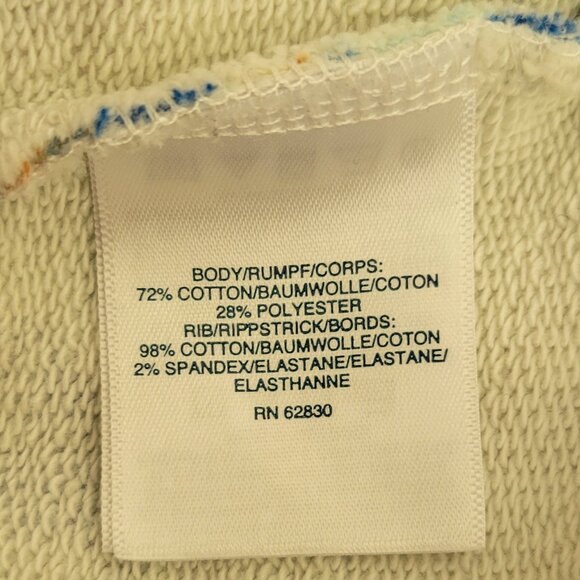 BODY/RUMPF/CORPS:
72% COTTON/BAUMWOLLE/COTON
28% POLYESTER
RIB/RIPPSTRICK/BORDS:
98% COTTON/BAUMWOLLE/COTON
2% SPANDEX/ELASTANE/ELASTANE/
ELASTHANNE
RN 62830